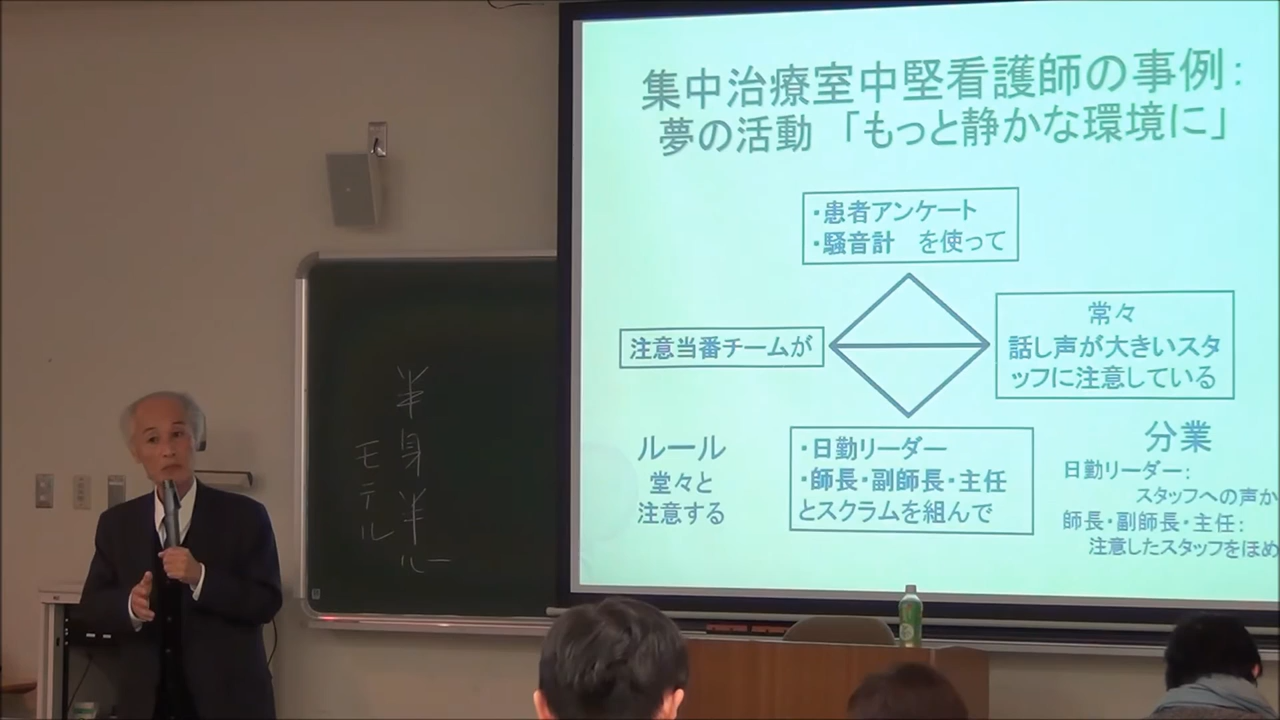 集中治療室中堅看護師の事例:
夢の活動 「もっと静かな環境に」
・患者アンケート
・騒音計 を使って
注意当番チームが
常々
話し声が大きいスタ
ッフに注意している
ルール
堂々と
注意する
・日勤リーダー
・師長・副師長・主任
とスクラムを組んで
分業
日勤リーダー:
スタッフへの声か
師長・副師長・主任:
注意したスタッフをほめ
半身半
モデル